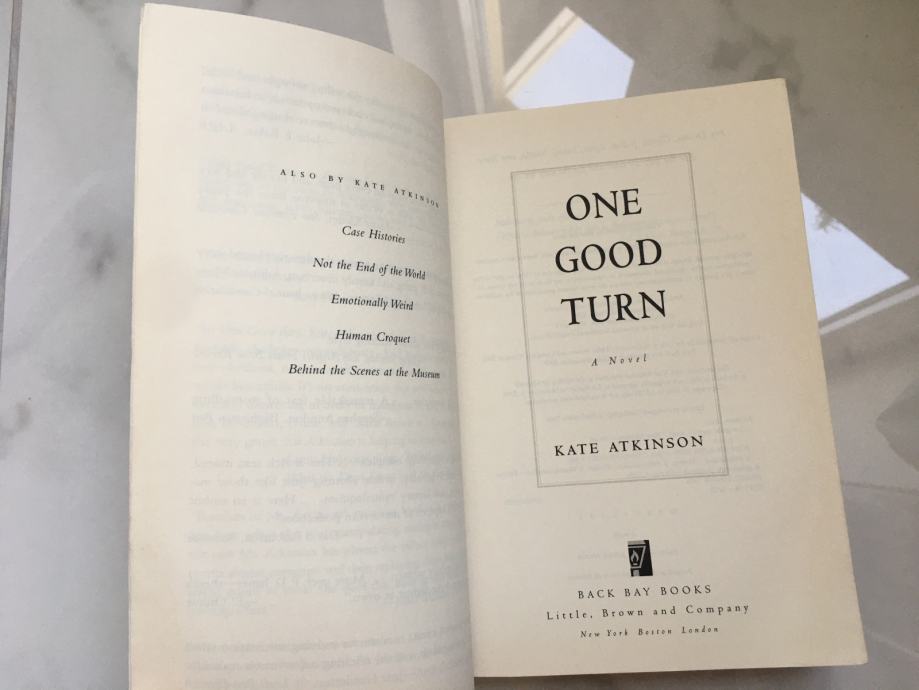 ALSO BY KATE ATKINSON
Case Histories
Not the End of the World
Emotionally Weird
Human Croquet
Behind the Scenes at the Museum
ONE
GOOD
TURN
A Novel
KATE ATKINSON
BACK BAY BOOKS
Little, Brown and Company
New York Boston London